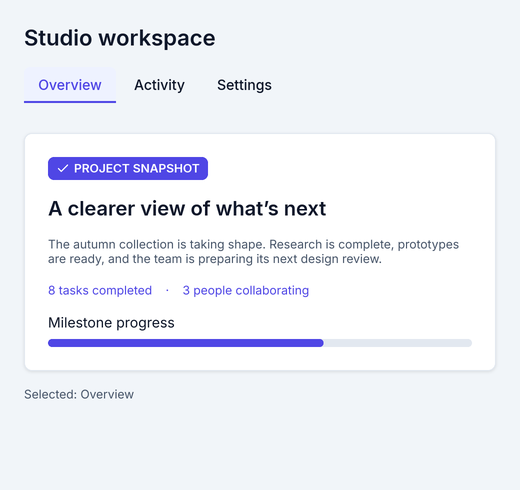 Studio workspace
Overview
Activity
Settings
PROJECT SNAPSHOT
A clearer view of what’s next
The autumn collection is taking shape. Research is complete, prototypes
are ready, and the team is preparing its next design review.
8 tasks completed · 3 people collaborating
Milestone progress
Selected: Overview